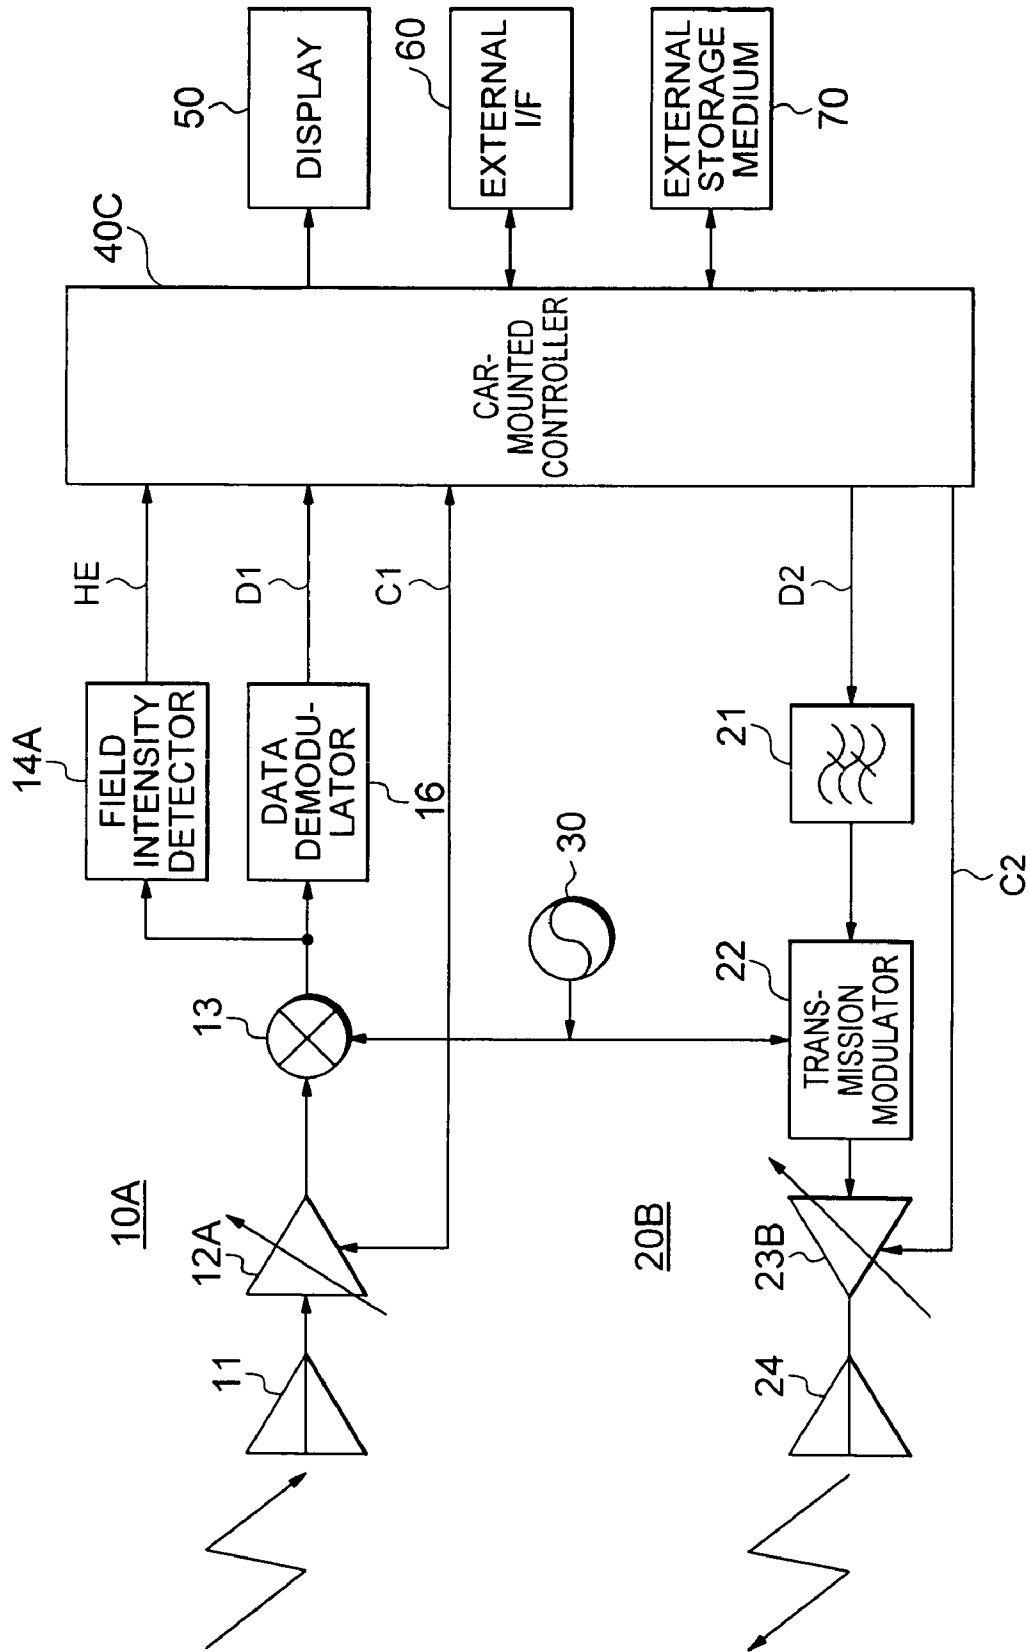 10A
11
12A
13
14A
FIELD
INTENSITY
DETECTOR
HE
DATA
DEMODU-
LATOR
16
D1
C1
40C
CAR-
MOUNTED
CONTROLLER
50
DISPLAY
60
EXTERNAL
I/F
EXTERNAL
STORAGE
MEDIUM
70
30
20B
24
23B
22
TRANS-
MISSION
MODULATOR
21
D2
C2